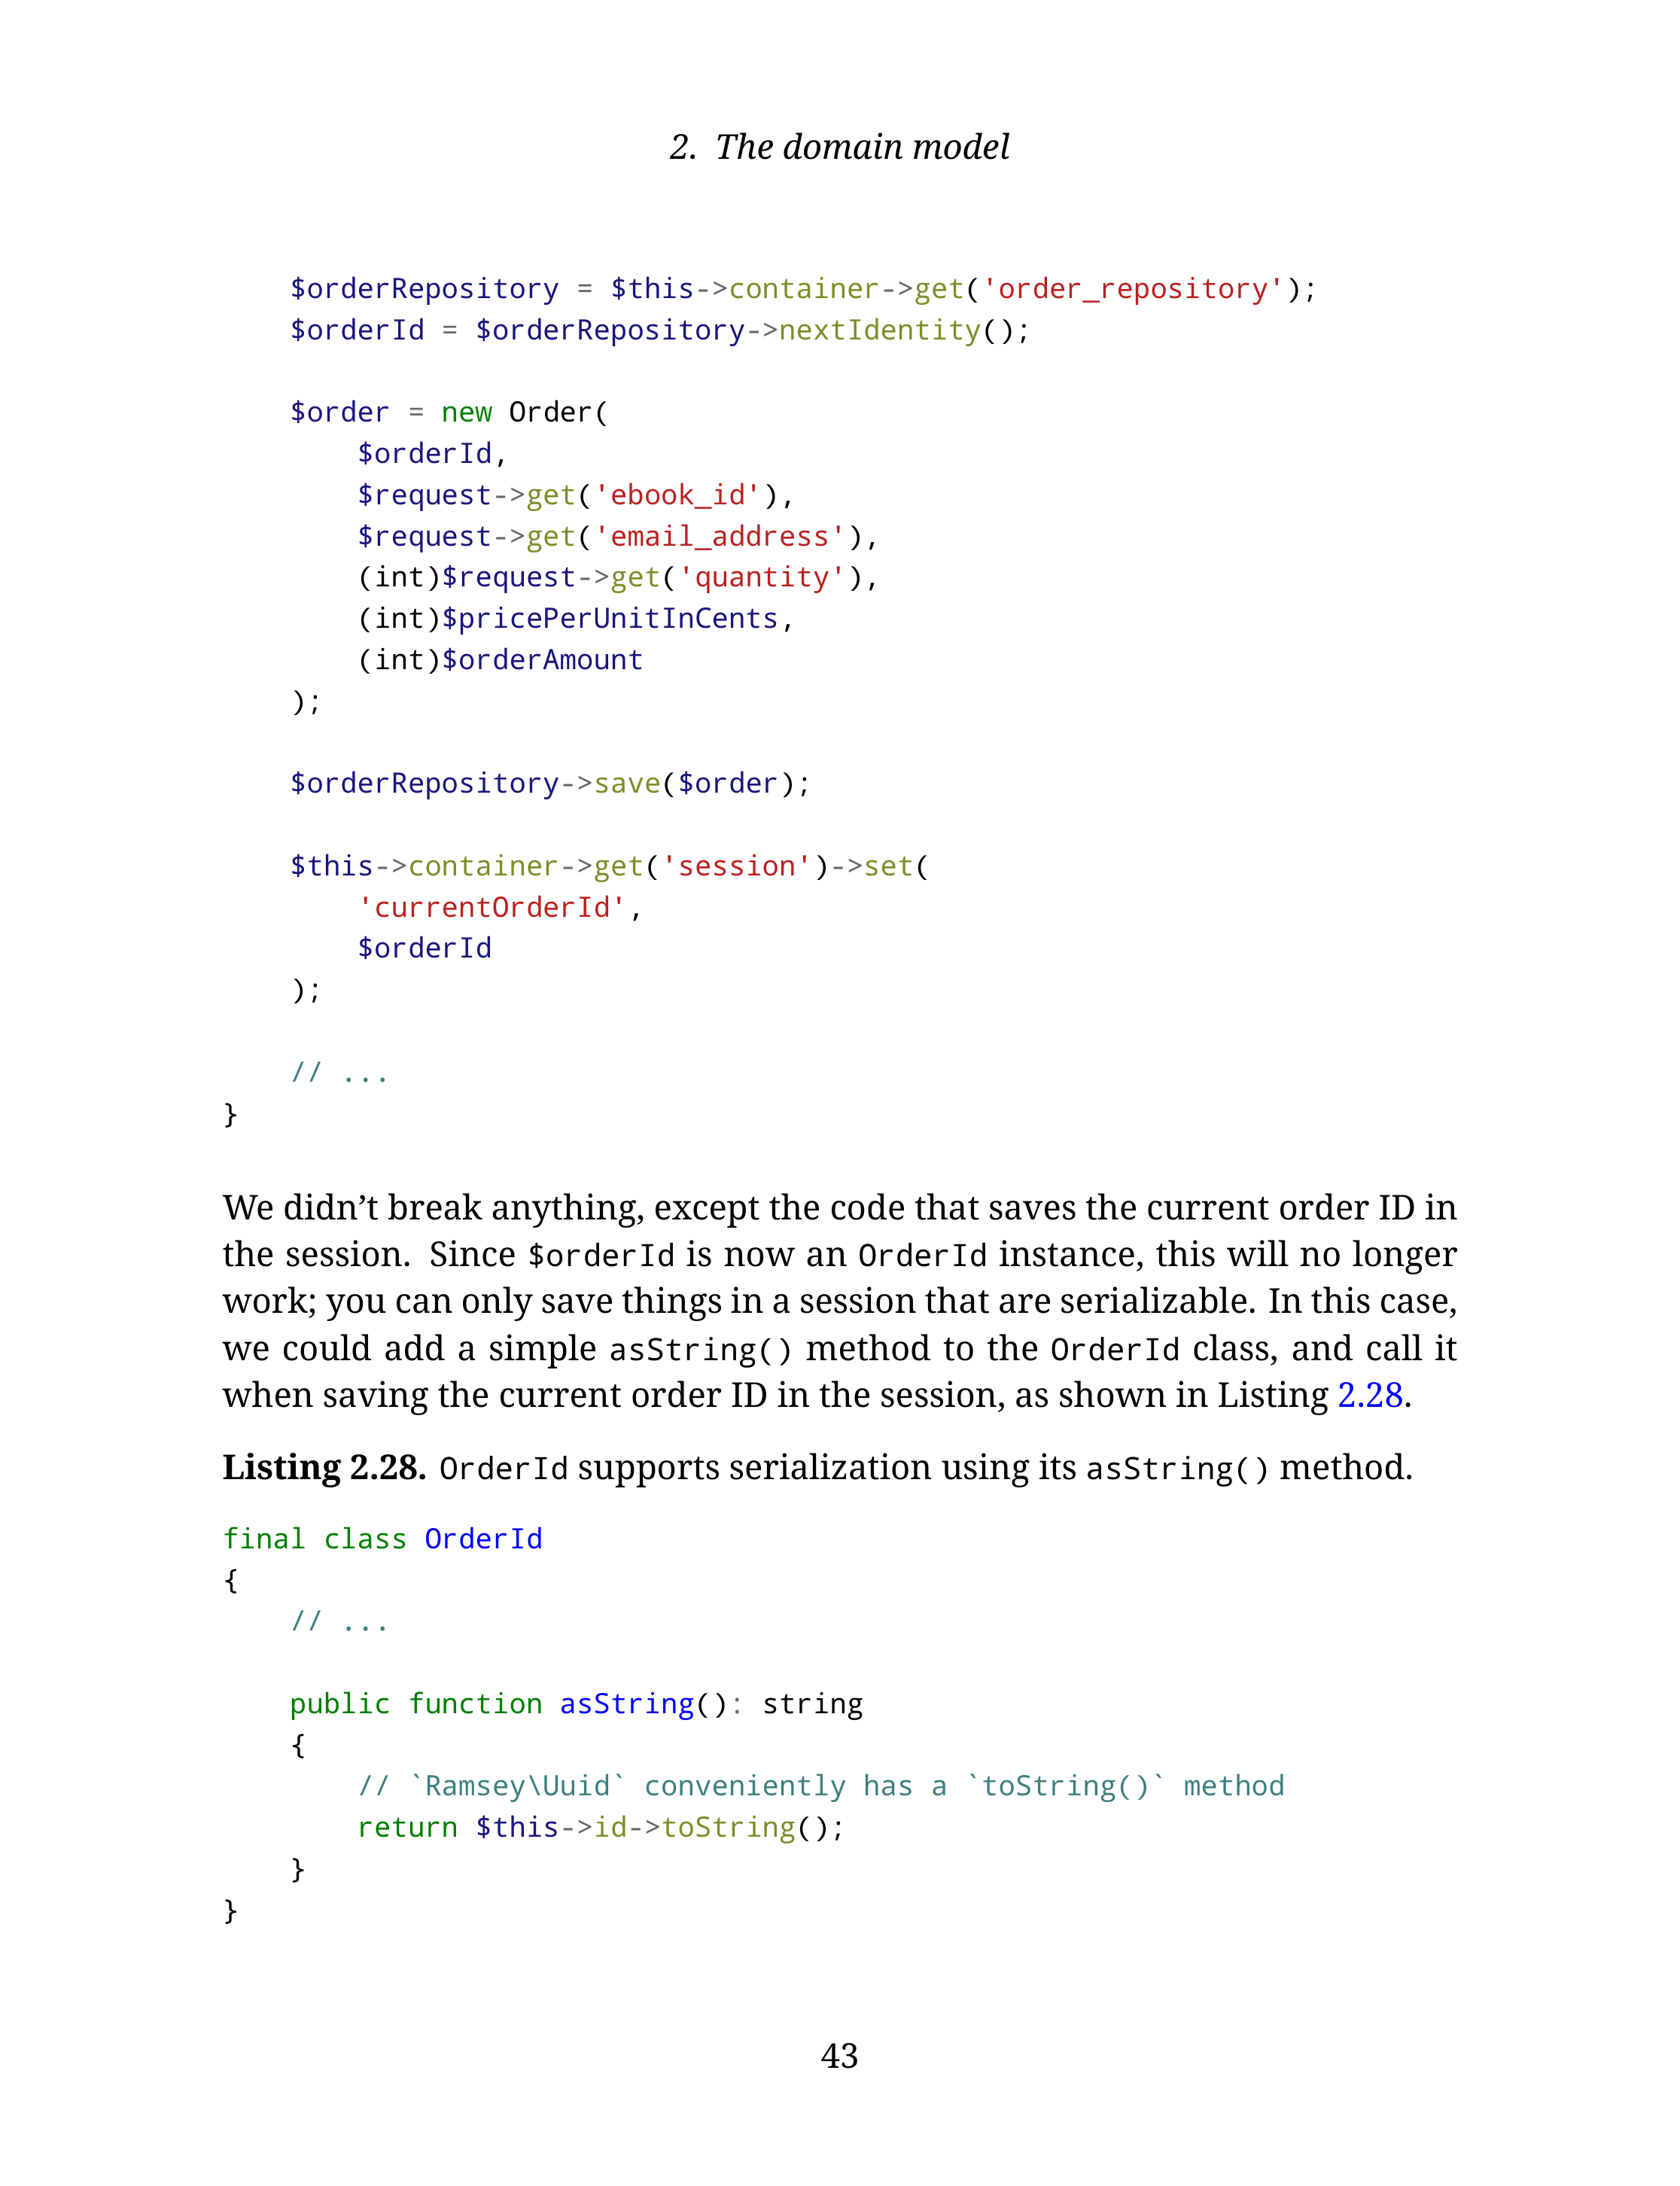 2. The domain model
$orderRepository = $this->container->get('order_repository');
$orderId = $orderRepository->nextIdentity();
$order = new Order(
$orderId,
$request->get('ebook_id'),
$request->get('email_address'),
(int)$request->get('quantity'),
(int)$pricePerUnitInCents,
(int)$orderAmount
);
$orderRepository->save($order);
$this->container->get('session')->set(
'currentOrderId',
$orderId
);
// ...
}
We didn’t break anything, except the code that saves the current order ID in
the session. Since $orderId is now an OrderId instance, this will no longer
work; you can only save things in a session that are serializable. In this case,
we could add a simple asString() method to the OrderId class, and call it
when saving the current order ID in the session, as shown in Listing 2.28.
Listing 2.28. OrderId supports serialization using its asString() method.
final class OrderId
{
// ...
public function asString(): string
{
// `Ramsey\Uuid` conveniently has a `toString()` method
return $this->id->toString();
}
}
43